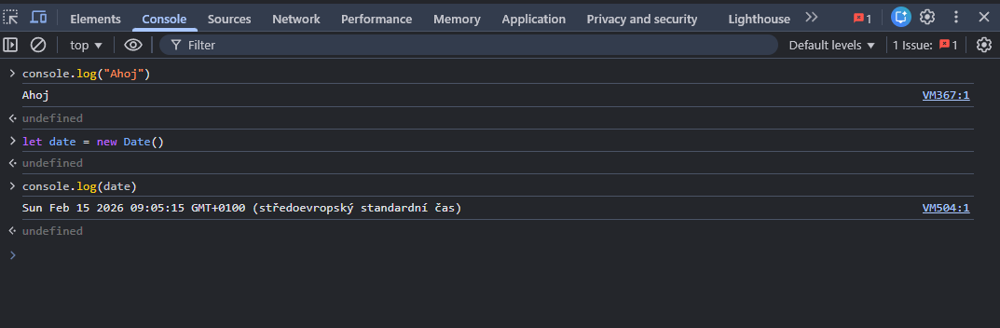 Elements Console Sources Network Performance Memory Application Privacy and security Lighthouse 1
top Filter Default levels 1 Issue: 1
console.log("Ahoj")
Ahoj VM367:1
undefined
let date = new Date()
undefined
console.log(date)
Sun Feb 15 2026 09:05:15 GMT+0100 (středoevropský standardní čas) VM504:1
undefined